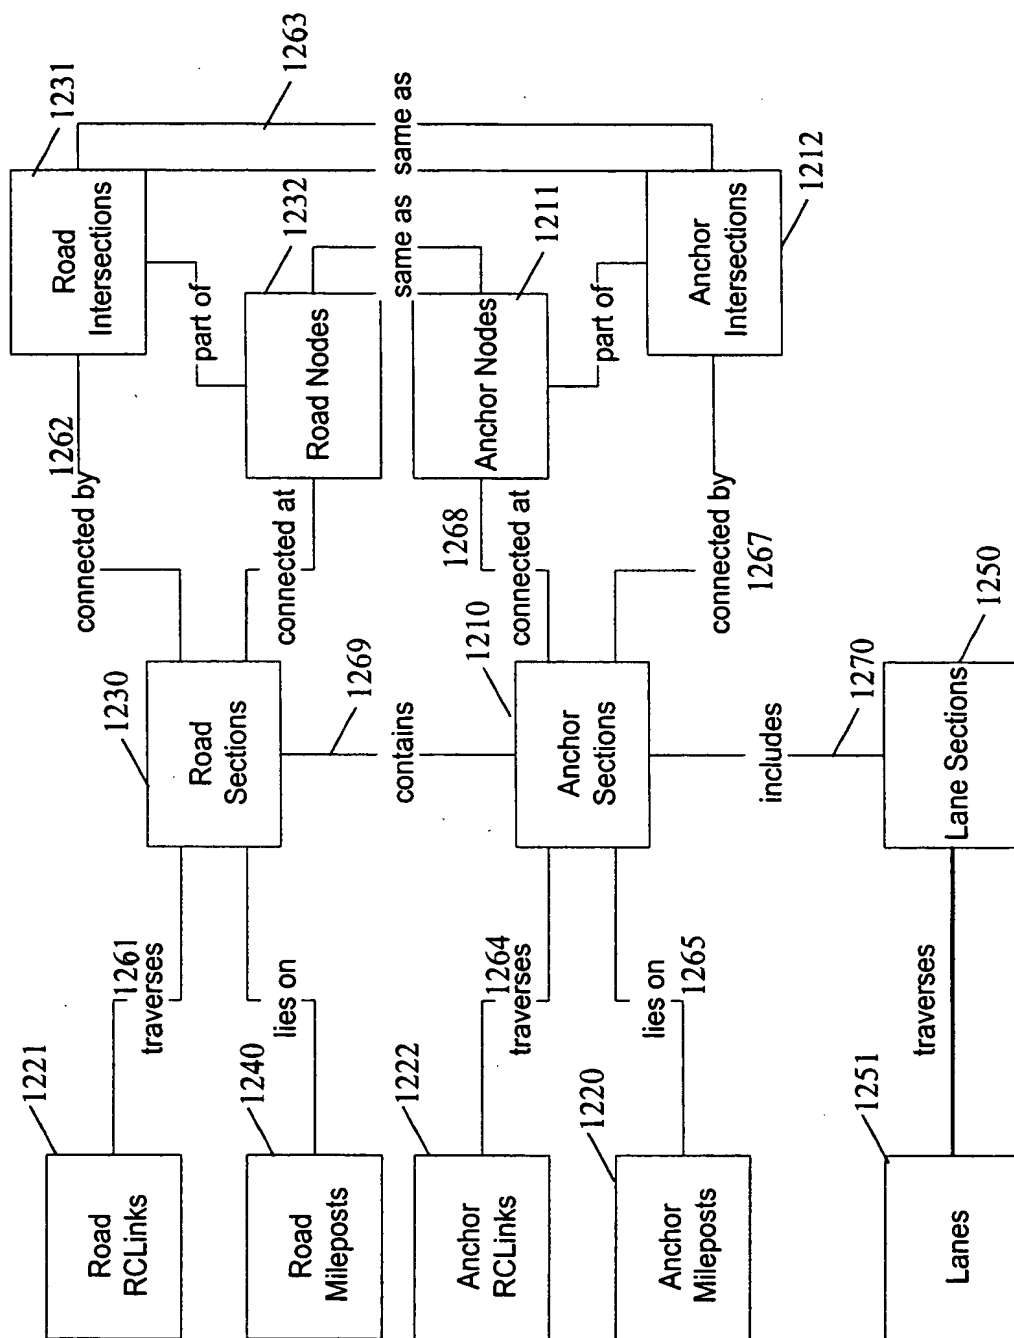 1221
Road
RCLinks
1261
traverses
1230
Road
Sections
connected by
1262
1231
Road
Intersections
1263
1240
Road
Mileposts
lies on
1269
connected at
part of
1232
Road Nodes
same as
same as
contains
1222
Anchor
RCLinks
1264
traverses
1210
Anchor
Sections
connected at
1268
1211
Anchor Nodes
part of
1220
Anchor
Mileposts
lies on
1265
connected by
1267
Anchor
Intersections
1212
includes
1270
1251
Lanes
traverses
Lane Sections
1250